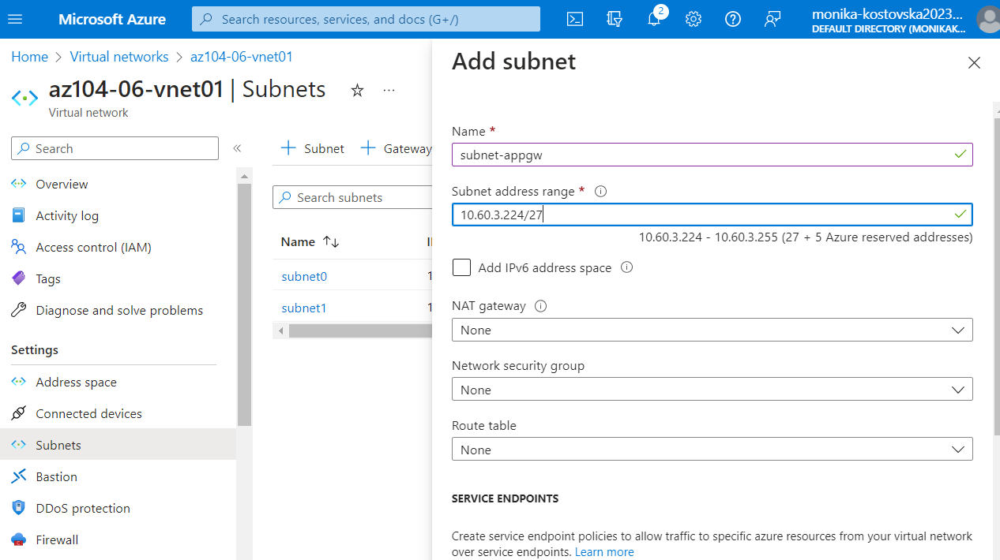 Microsoft Azure
Search resources, services, and docs (G+/)
2
monika-kostovska2023...
DEFAULT DIRECTORY (MONIKAK...
Home > Virtual networks > az104-06-vnet01
az104-06-vnet01 | Subnets
...
Virtual network
Search
«
Overview
Activity log
Access control (IAM)
Tags
Diagnose and solve problems
Settings
Address space
Connected devices
Subnets
Bastion
DDoS protection
Firewall
+ Subnet
+ Gateway
Search subnets
Name ↑↓
subnet0
subnet1
Add subnet
Name *
subnet-appgw
Subnet address range *
10.60.3.224/27
10.60.3.224 - 10.60.3.255 (27 + 5 Azure reserved addresses)
Add IPv6 address space
NAT gateway
None
Network security group
None
Route table
None
SERVICE ENDPOINTS
Create service endpoint policies to allow traffic to specific azure resources from your virtual network
over service endpoints. Learn more